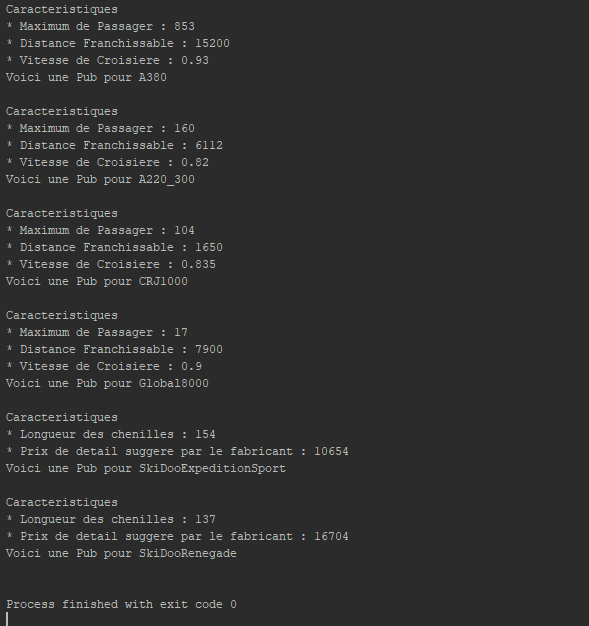 Caracteristiques
* Maximum de Passager : 853
* Distance Franchissable : 15200
* Vitesse de Croisiere : 0.93
Voici une Pub pour A380
Caracteristiques
* Maximum de Passager : 160
* Distance Franchissable : 6112
* Vitesse de Croisiere : 0.82
Voici une Pub pour A220_300
Caracteristiques
* Maximum de Passager : 104
* Distance Franchissable : 1650
* Vitesse de Croisiere : 0.835
Voici une Pub pour CRJ1000
Caracteristiques
* Maximum de Passager : 17
* Distance Franchissable : 7900
* Vitesse de Croisiere : 0.9
Voici une Pub pour Global8000
Caracteristiques
* Longueur des chenilles : 154
* Prix de detail suggere par le fabricant : 10654
Voici une Pub pour SkiDooExpeditionSport
Caracteristiques
* Longueur des chenilles : 137
* Prix de detail suggere par le fabricant : 16704
Voici une Pub pour SkiDooRenegade
Process finished with exit code 0